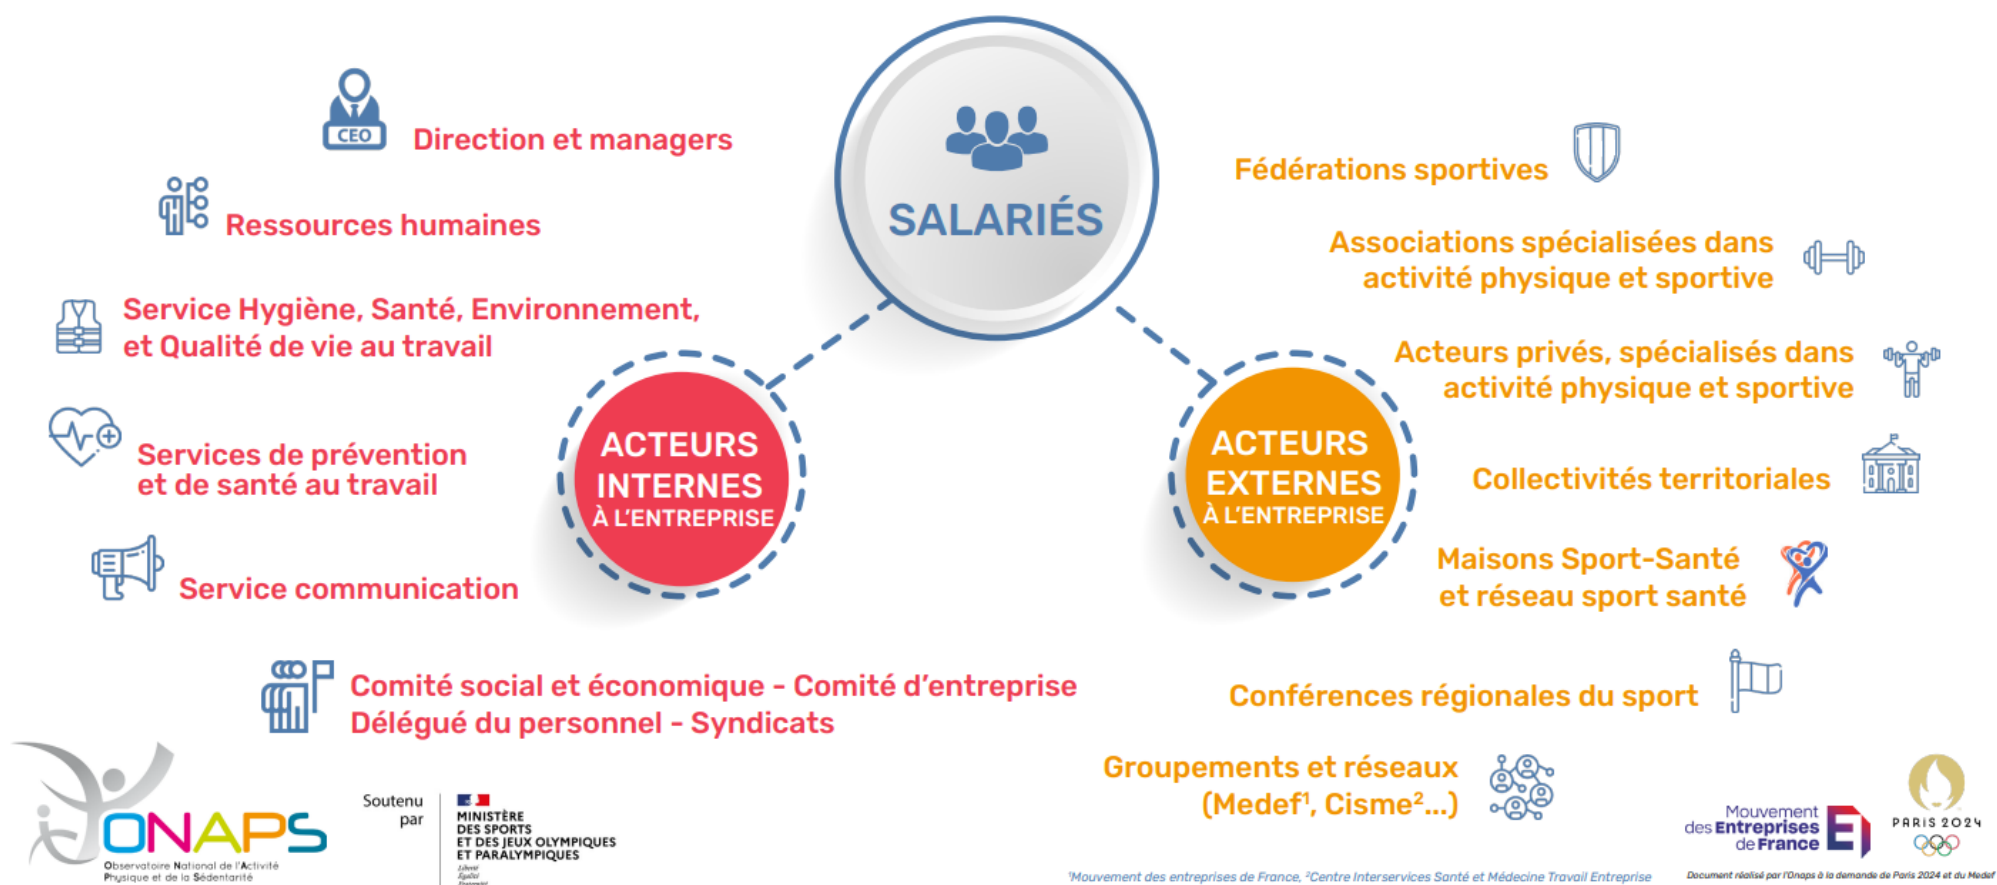 CEO
Direction et managers
Ressources humaines
Service Hygiène, Santé, Environnement,
et Qualité de vie au travail
Services de prévention
et de santé au travail
Service communication
Comité social et économique - Comité d'entreprise
Délégué du personnel - Syndicats
SALARIÉS
ACTEURS
INTERNES
À L'ENTREPRISE
ACTEURS
EXTERNES
À L'ENTREPRISE
Fédérations sportives
Associations spécialisées dans
activité physique et sportive
Acteurs privés, spécialisés dans
activité physique et sportive
Collectivités territoriales
Maisons Sport-Santé
et réseau sport santé
Conférences régionales du sport
Groupements et réseaux
(Medef¹, Cisme²...)
ONAPS
Observatoire National de l'Activité
Physique et de la Sédentarité
Soutenu
par
MINISTÈRE
DES SPORTS
ET DES JEUX OLYMPIQUES
ET PARALYMPIQUES
Liberté
Égalité
Fraternité
Mouvement
des Entreprises
de France
PARIS 2024
¹Mouvement des entreprises de France, ²Centre Interservices Santé et Médecine Travail Entreprise
Document réalisé par l'Onaps à la demande de Paris 2024 et du Medef